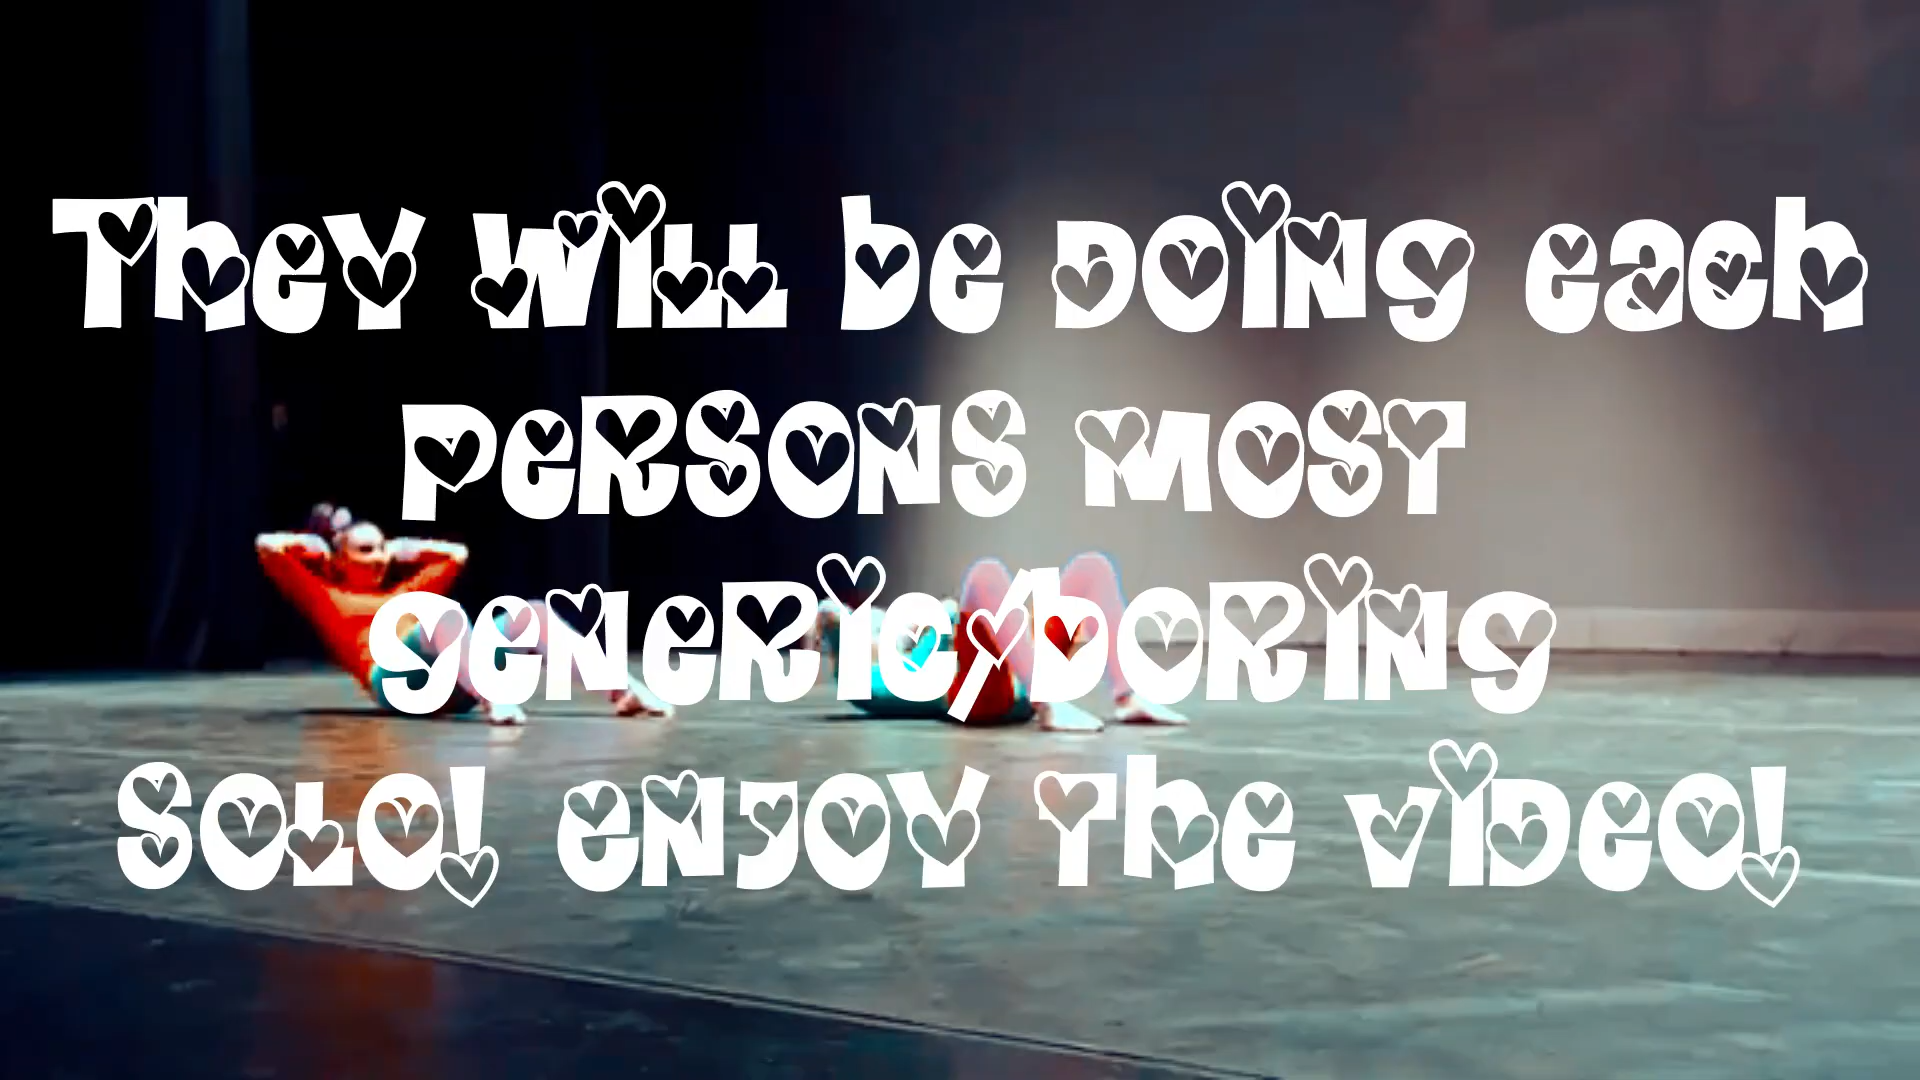 They will be doing each
persons most
generic/boring
solo! enjoy the video!